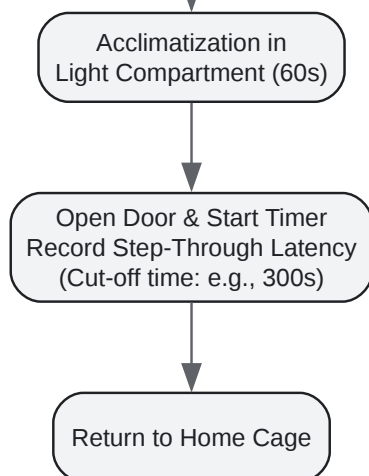 Acclimatization in
Light Compartment (60s)
Open Door & Start Timer
Record Step-Through Latency
(Cut-off time: e.g., 300s)
Return to Home Cage